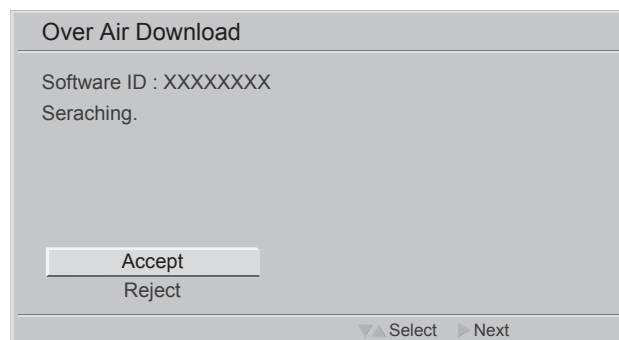 Over Air Download
Software ID : XXXXXXXX
Seraching.
Accept
Reject
Select Next